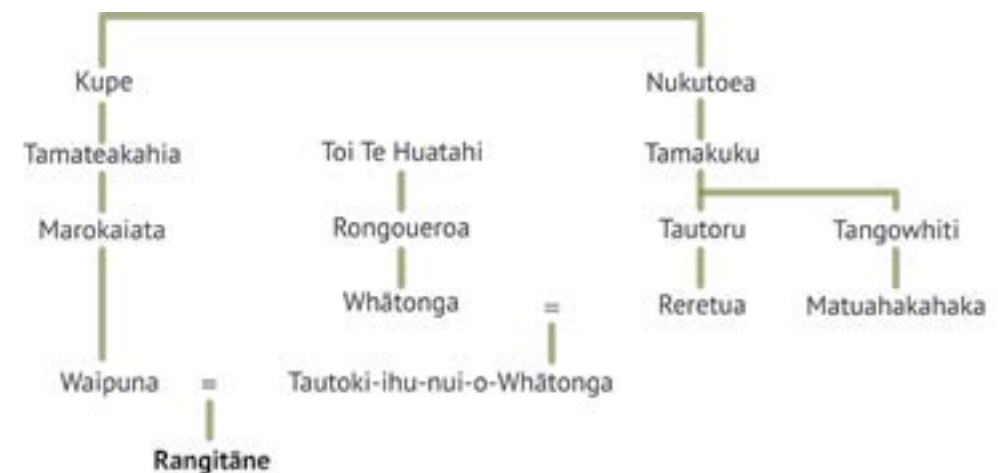 Kupe Nukutoea
Tamateakahia Toi Te Huatahi Tamakuku
Marokaiata Rongoueroa Tautoru Tangowhiti
Whātonga = Reretua Matuahakahaka
Waipuna = Tautoki-ihu-nui-o-Whātonga
Rangitāne